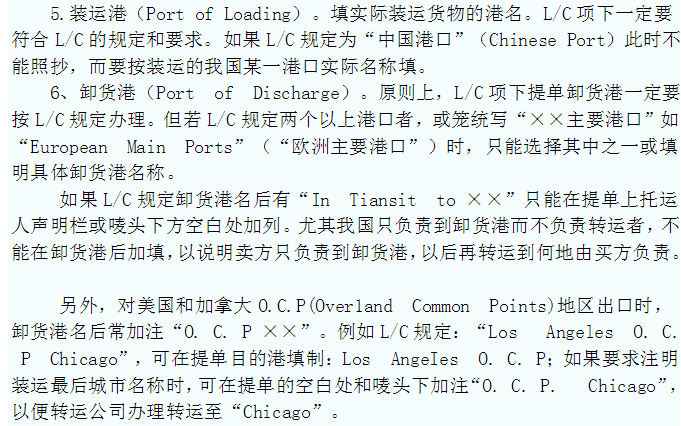 5.装运港（Port of Loading）。填实际装运货物的港名。L/C项下一定要
符合L/C的规定和要求。如果L/C规定为“中国港口”（Chinese Port）此时不
能照抄，而要按装运的我国某一港口实际名称填。
6、卸货港（Port of Discharge）。原则上，L/C项下提单卸货港一定要
按L/C规定办理。但若L/C规定两个以上港口者，或笼统写“××主要港口”如
“European Main Ports”（“欧洲主要港口”）时，只能选择其中之一或填
明具体卸货港名称。
如果L/C规定卸货港名后有“In Tiansit to ××”只能在提单上托运
人声明栏或唛头下方空白处加列。尤其我国只负责到卸货港而不负责转运者，不
能在卸货港后加填，以说明卖方只负责到卸货港，以后再转运到何地由买方负责。
另外，对美国和加拿大O.C.P(Overland Common Points)地区出口时，
卸货港名后常加注“O. C. P ××”。例如L/C规定：“Los Angeles O. C.
P Chicago”，可在提单目的港填制：Los AngeIes O. C. P；如果要求注明
装运最后城市名称时，可在提单的空白处和唛头下加注“O. C. P. Chicago”，
以便转运公司办理转运至“Chicago”。